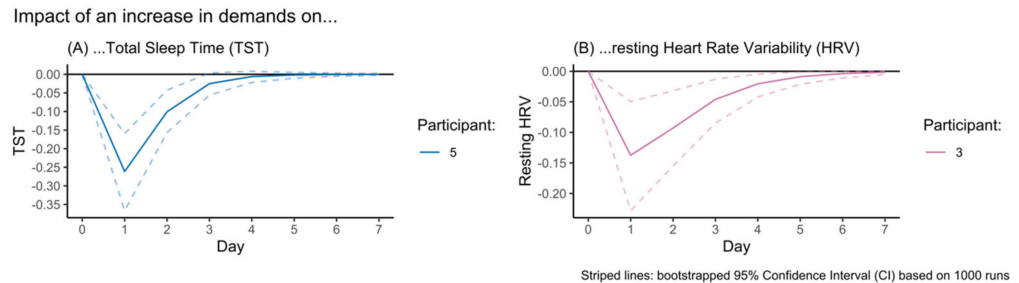 Impact of an increase in demands on...
(A) ...Total Sleep Time (TST)
0.00
-0.05
-0.10
-0.15
-0.20
-0.25
-0.30
-0.35
TST
0 1 2 3 4 5 6 7
Day
Participant:
5
(B) ...resting Heart Rate Variability (HRV)
0.00
-0.05
-0.10
-0.15
-0.20
Resting HRV
0 1 2 3 4 5 6 7
Day
Participant:
3
Striped lines: bootstrapped 95% Confidence Interval (CI) based on 1000 runs